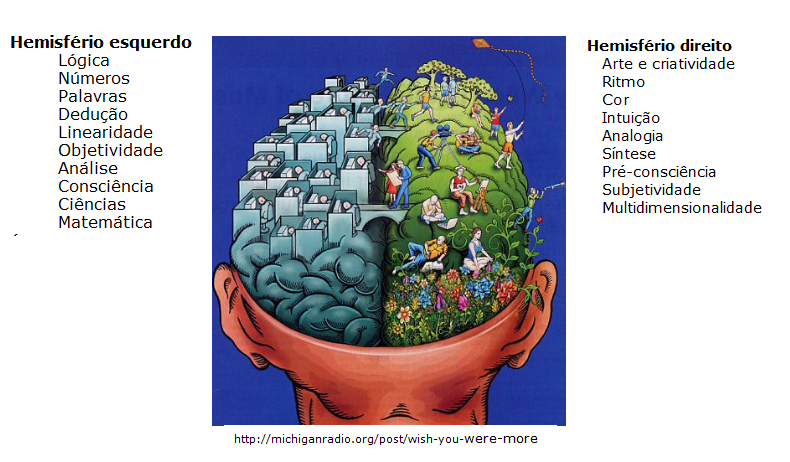 Hemisfério esquerdo
Lógica
Números
Palavras
Dedução
Linearidade
Objetividade
Análise
Consciência
Ciências
Matemática
´
Hemisfério direito
Arte e criatividade
Ritmo
Cor
Intuição
Analogia
Síntese
Pré-consciência
Subjetividade
Multidimensionalidade
http://michiganradio.org/post/wish-you-were-more